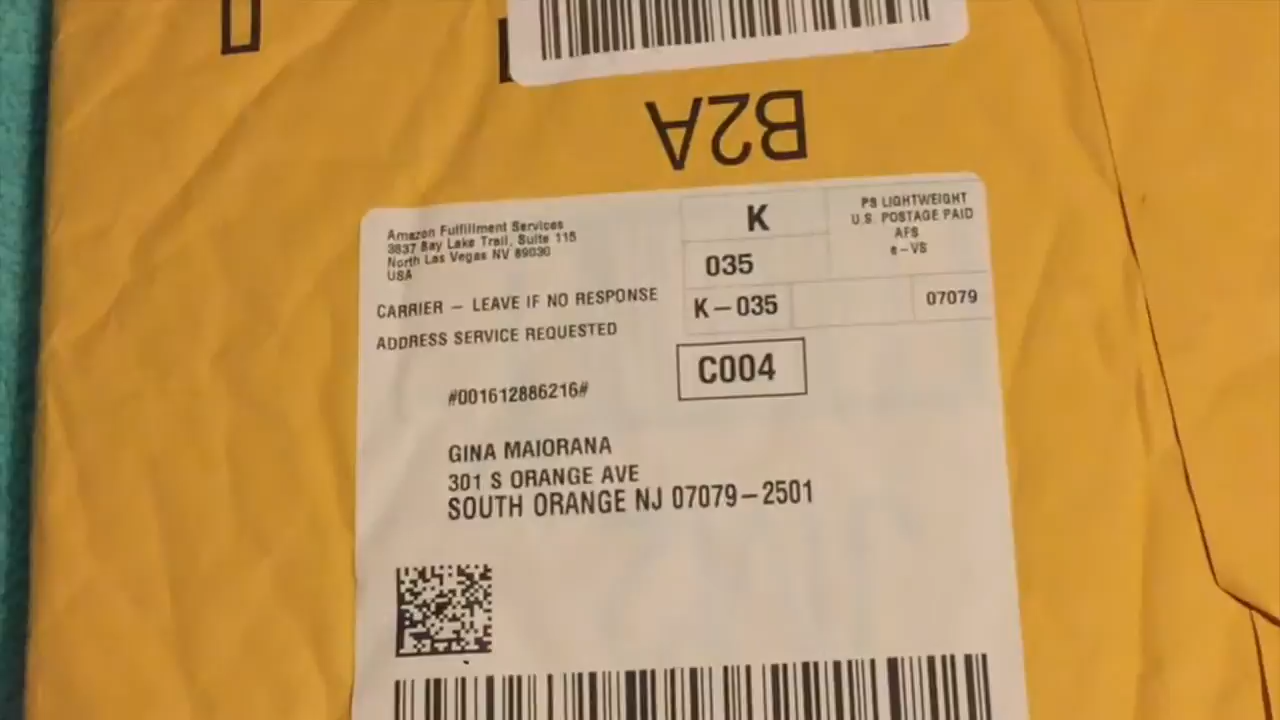 B2A
Amazon Fulfillment Services
3837 Bay Lake Trail, Suite 115
North Las Vegas NV 89030
USA
K
PS LIGHTWEIGHT
U.S. POSTAGE PAID
AFS
e-VS
035
CARRIER – LEAVE IF NO RESPONSE
K-035
07079
ADDRESS SERVICE REQUESTED
C004
#001612886216#
GINA MAIORANA
301 S ORANGE AVE
SOUTH ORANGE NJ 07079-2501